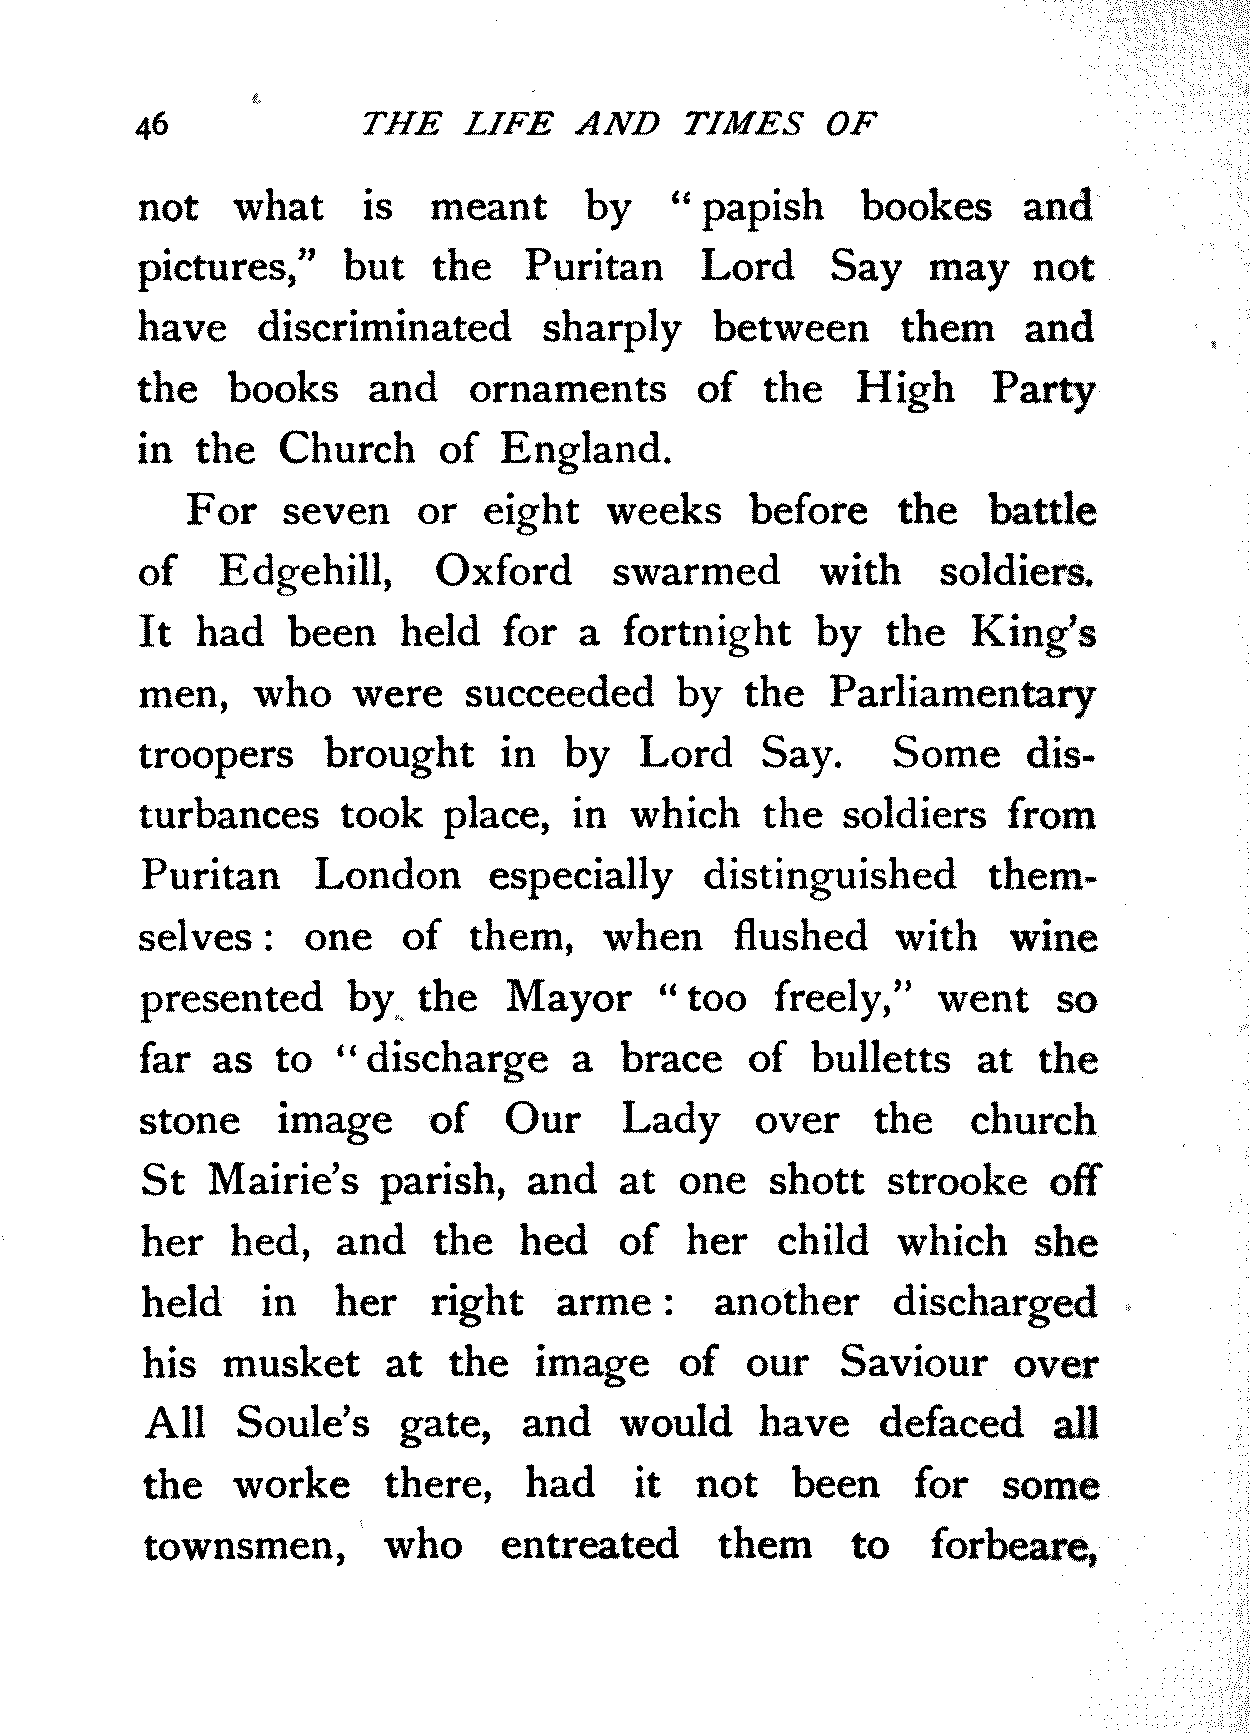 46 THE LIFE AND TIMES OF
not what is meant by “papish bookes and
pictures,” but the Puritan Lord Say may not
have discriminated sharply between them and
the books and ornaments of the High Party
in the Church of England.
For seven or eight weeks before the battle
of Edgehill, Oxford swarmed with soldiers.
It had been held for a fortnight by the King's
men, who were succeeded by the Parliamentary
troopers brought in by Lord Say. Some dis-
turbances took place, in which the soldiers from
Puritan London especially distinguished them-
selves: one of them, when flushed with wine
presented by the Mayor “too freely,” went so
far as to “discharge a brace of bulletts at the
stone image of Our Lady over the church
St Mairie's parish, and at one shott strooke off
her hed, and the hed of her child which she
held in her right arme: another discharged
his musket at the image of our Saviour over
All Soule's gate, and would have defaced all
the worke there, had it not been for some
townsmen, who entreated them to forbeare,